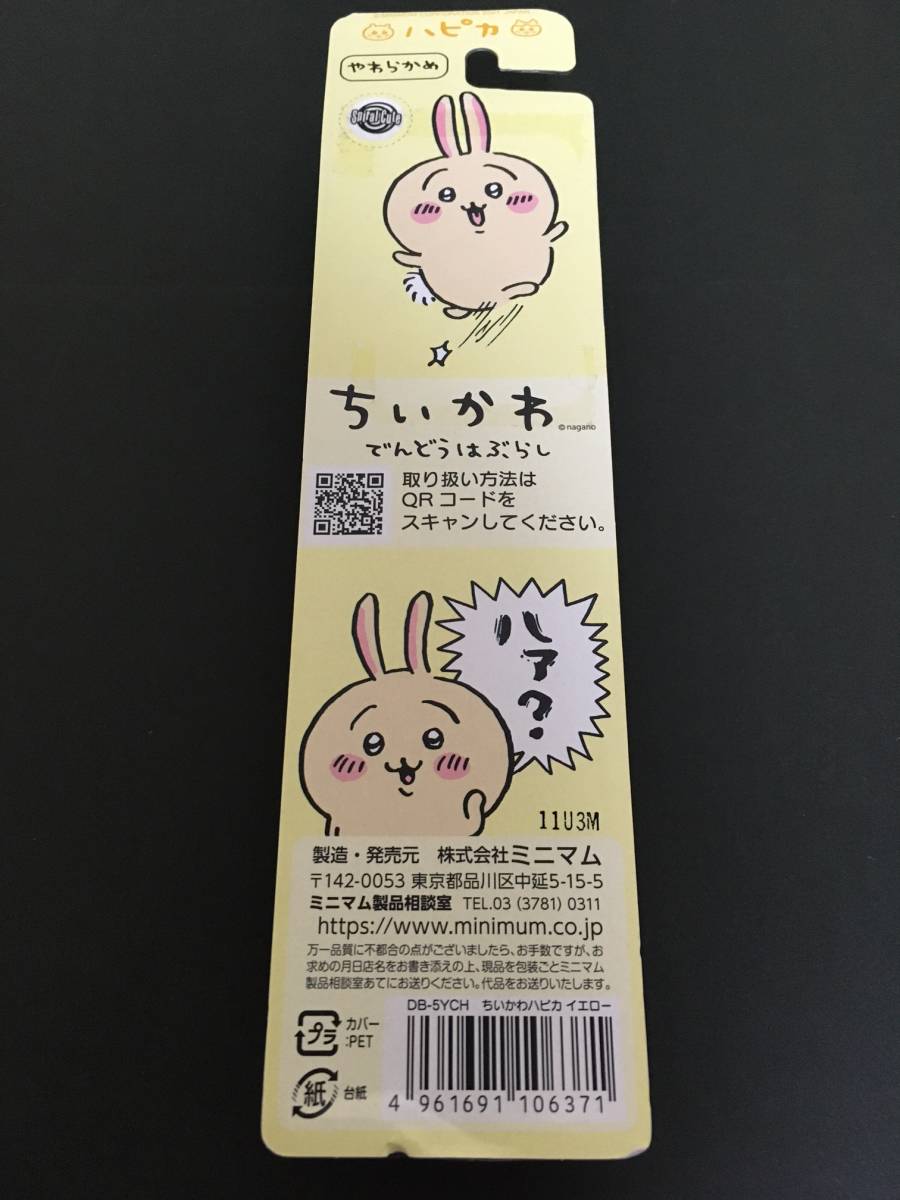 ハピカ
やわらかめ
Spiral Cute
ちいかわ
©nagano
でんどうはぶらし
取り扱い方法は
QRコードを
スキャンしてください。
ハァ?
11U3M
製造・発売元 株式会社ミニマム
〒142-0053 東京都品川区中延5-15-5
ミニマム製品相談室 TEL.03 (3781) 0311
https://www.minimum.co.jp
万一品質に不都合の点がございましたら、お手数ですが、お
求めの月日店名をお書き添えの上、現品を包装ごとミニマム
製品相談室あてにお送りください。代品をお送りいたします。
DB-5YCH ちいかわハピカ イエロー
プラ
カバー
:PET
紙
台紙
4 961691 106371